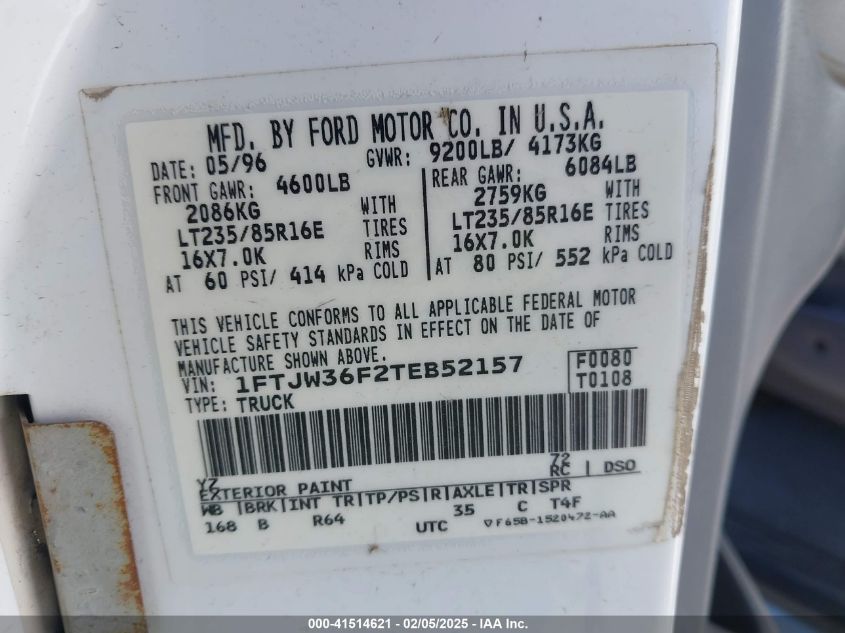 MFD. BY FORD MOTOR CO. IN U.S.A.
DATE: 05/96 GVWR: 9200LB/ 4173KG
FRONT GAWR: 4600LB
2086KG WITH
LT235/85R16E TIRES
16X7.0K RIMS
AT 60 PSI/ 414 kPa COLD
REAR GAWR: 6084LB
2759KG WITH
LT235/85R16E TIRES
16X7.0K RIMS
AT 80 PSI/ 552 kPa COLD
THIS VEHICLE CONFORMS TO ALL APPLICABLE FEDERAL MOTOR
VEHICLE SAFETY STANDARDS IN EFFECT ON THE DATE OF
MANUFACTURE SHOWN ABOVE.
VIN: 1FTJW36F2TEB52157 F0080
TYPE: TRUCK T0108
YZ 72
EXTERIOR PAINT RC | DSO
WB |BRK|INT TR|TP/PS|R|AXLE|TR|SPR
168 B R64 UTC 35 C T4F
▽F65B-1520472-AA
000-41514621 - 02/05/2025 - IAA Inc.